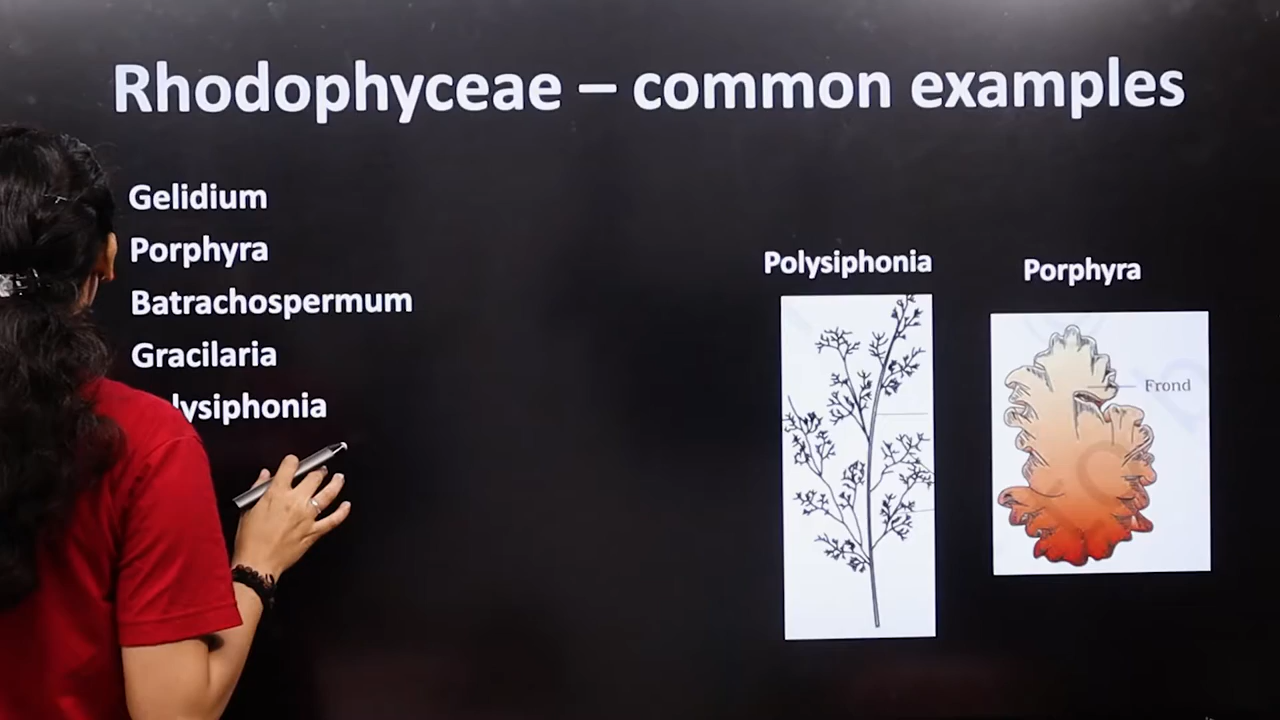 Rhodophyceae – common examples
Gelidium
Porphyra
Batrachospermum
Gracilaria
lysiphonia
Polysiphonia
Porphyra
Frond